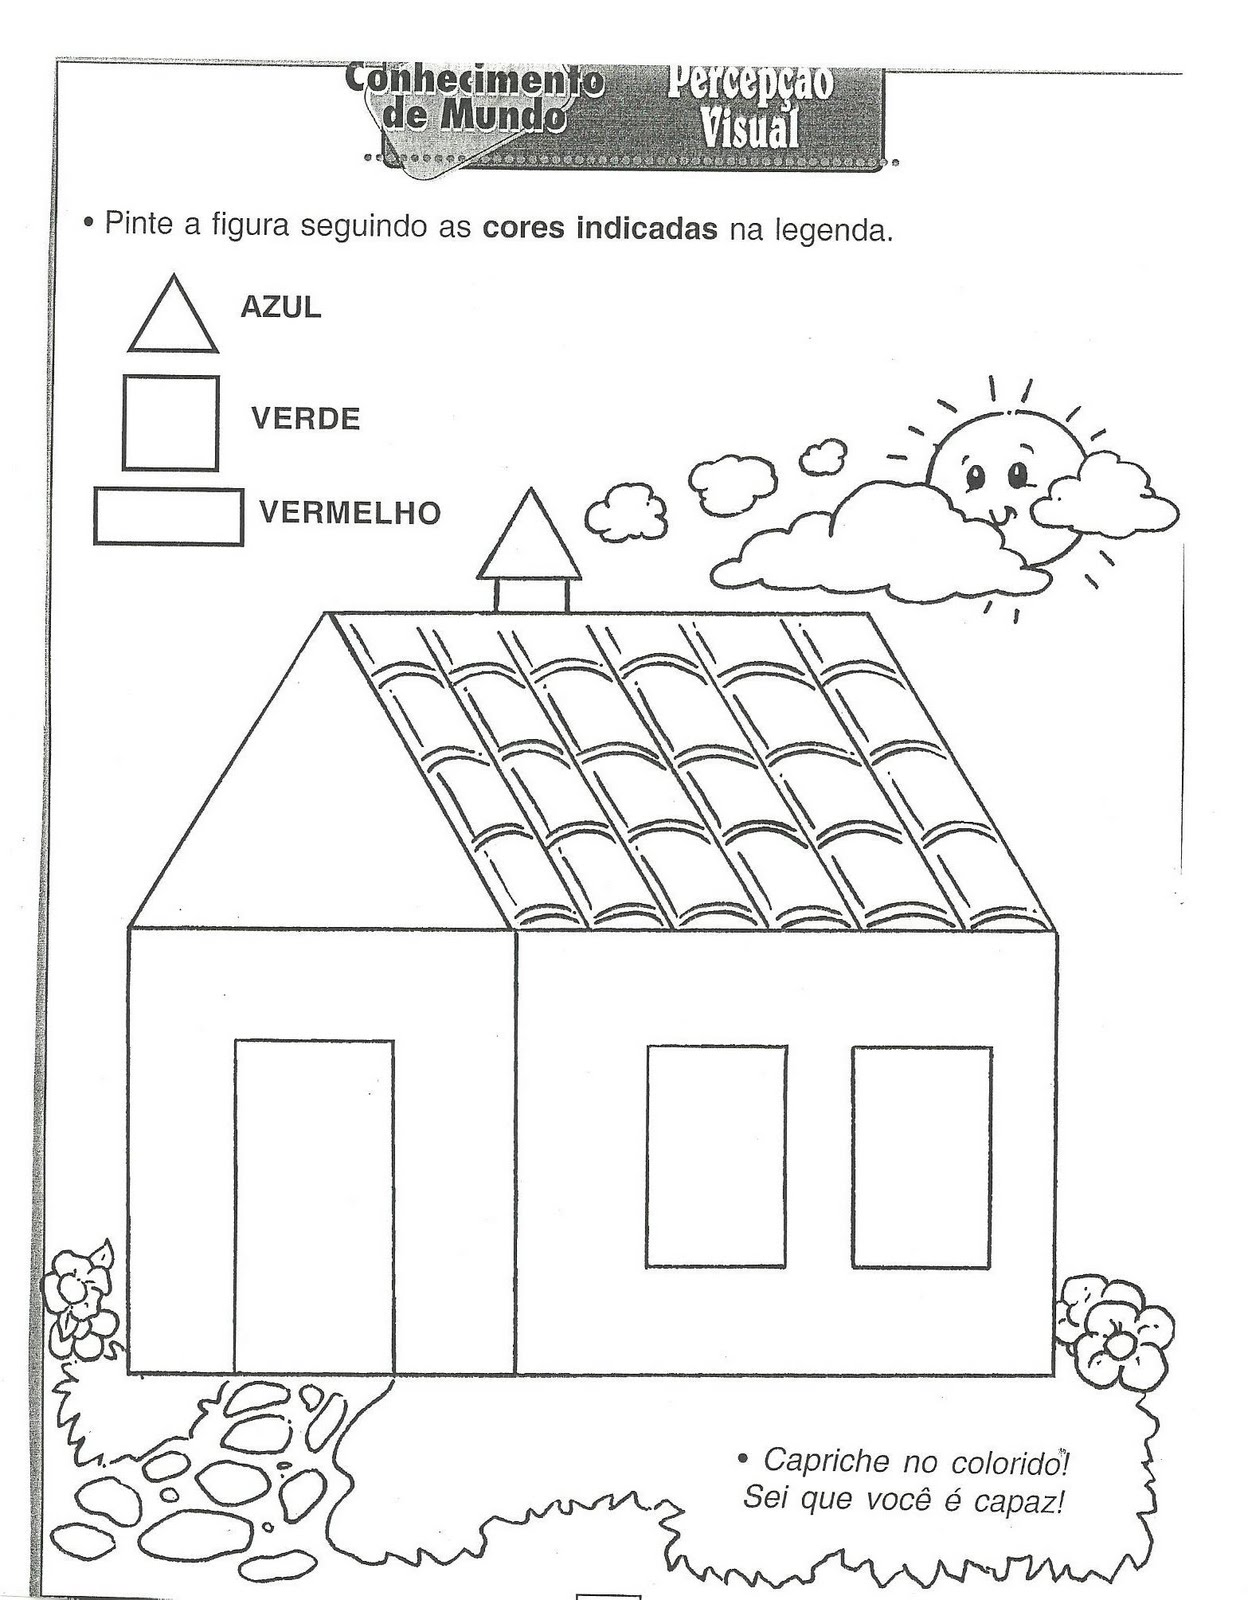 Conhecimento
de Mundo
Percepção
Visual
• Pinte a figura seguindo as cores indicadas na legenda.
AZUL
VERDE
VERMELHO
• Capriche no colorido!
Sei que você é capaz!